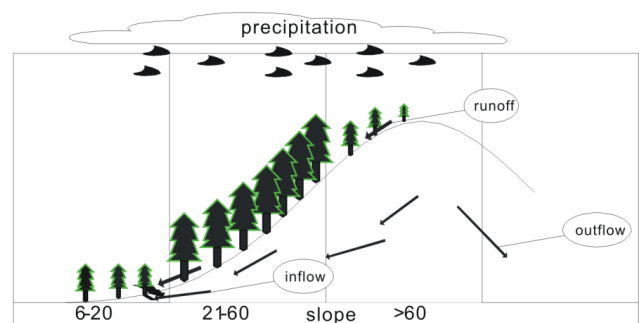 precipitation
runoff
outflow
inflow
6-20 21-60 slope >60